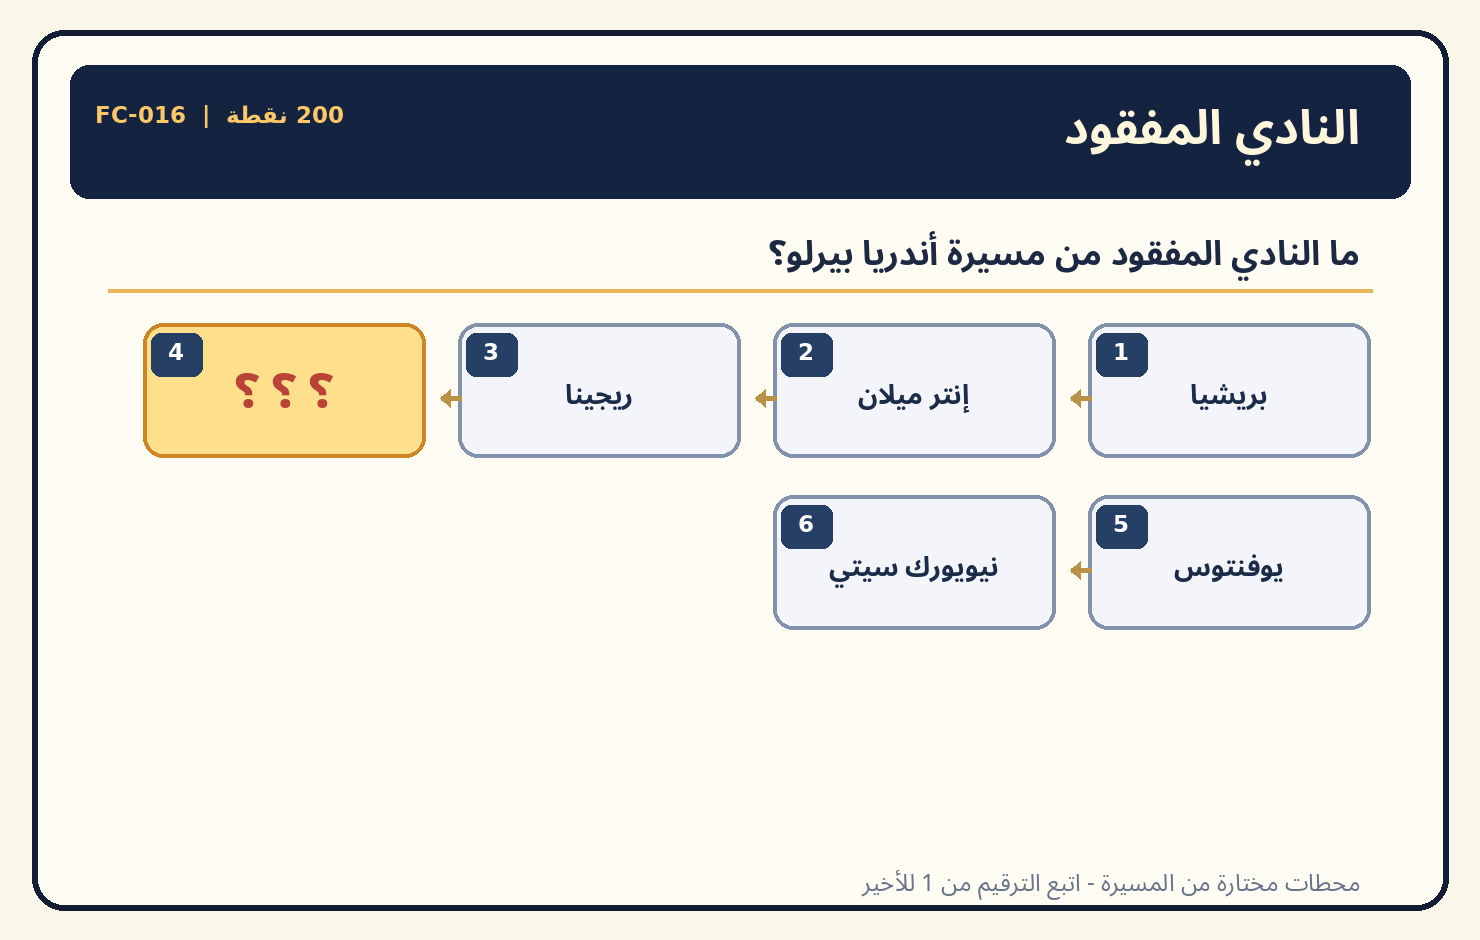 النادي المفقود
200 نقطة | FC-016
ما النادي المفقود من مسيرة أندريا بيرلو؟
1
بريشيا
2
إنتر ميلان
3
ريجينا
4
؟ ؟ ؟
5
يوفنتوس
6
نيويورك سيتي
محطات مختارة من المسيرة - اتبع الترقيم من 1 للأخير